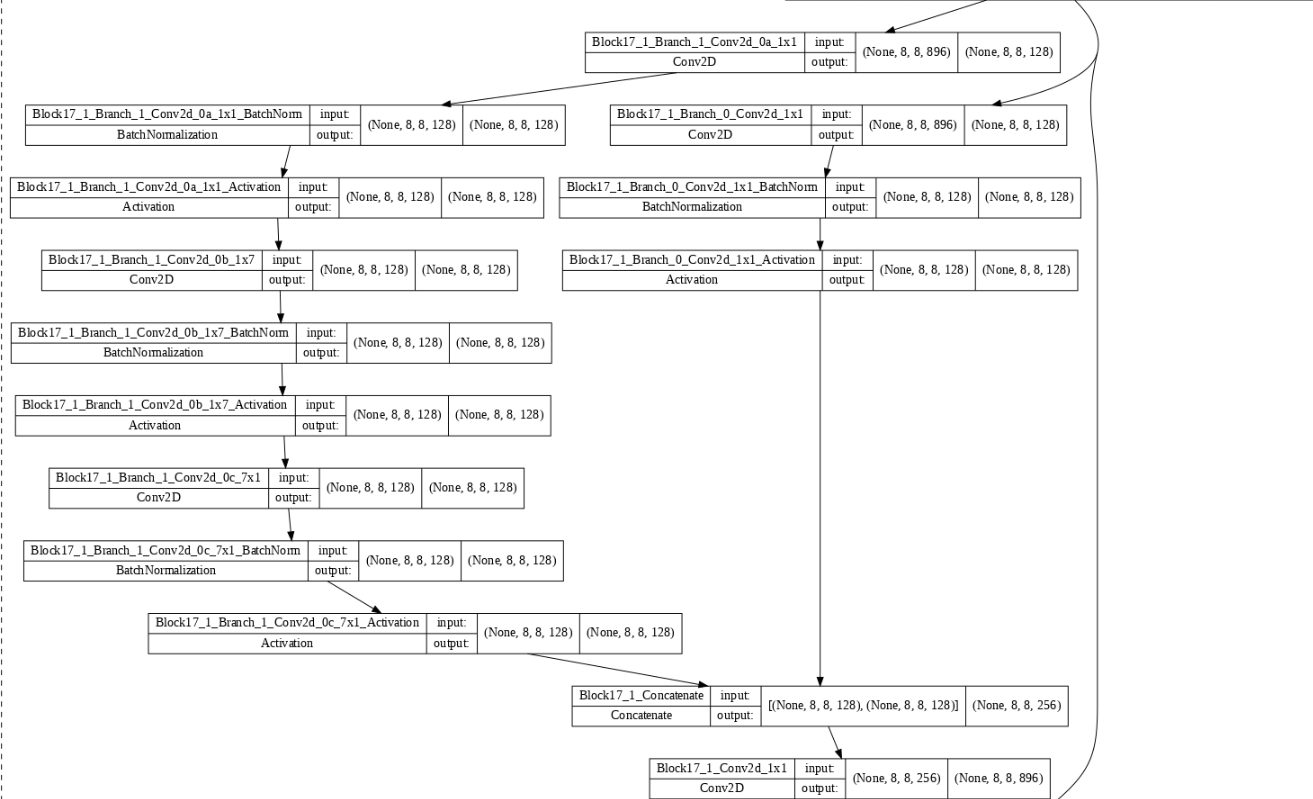 Block17_1_Branch_1_Conv2d_0a_1x1 input: (None, 8, 8, 896) (None, 8, 8, 128)
Conv2D output:
Block17_1_Branch_1_Conv2d_0a_1x1_BatchNorm input: (None, 8, 8, 128) (None, 8, 8, 128)
BatchNormalization output:
Block17_1_Branch_0_Conv2d_1x1 input: (None, 8, 8, 896) (None, 8, 8, 128)
Conv2D output:
Block17_1_Branch_1_Conv2d_0a_1x1_Activation input: (None, 8, 8, 128) (None, 8, 8, 128)
Activation output:
Block17_1_Branch_0_Conv2d_1x1_BatchNorm input: (None, 8, 8, 128) (None, 8, 8, 128)
BatchNormalization output:
Block17_1_Branch_1_Conv2d_0b_1x7 input: (None, 8, 8, 128) (None, 8, 8, 128)
Conv2D output:
Block17_1_Branch_0_Conv2d_1x1_Activation input: (None, 8, 8, 128) (None, 8, 8, 128)
Activation output:
Block17_1_Branch_1_Conv2d_0b_1x7_BatchNorm input: (None, 8, 8, 128) (None, 8, 8, 128)
BatchNormalization output:
Block17_1_Branch_1_Conv2d_0b_1x7_Activation input: (None, 8, 8, 128) (None, 8, 8, 128)
Activation output:
Block17_1_Branch_1_Conv2d_0c_7x1 input: (None, 8, 8, 128) (None, 8, 8, 128)
Conv2D output:
Block17_1_Branch_1_Conv2d_0c_7x1_BatchNorm input: (None, 8, 8, 128) (None, 8, 8, 128)
BatchNormalization output:
Block17_1_Branch_1_Conv2d_0c_7x1_Activation input: (None, 8, 8, 128) (None, 8, 8, 128)
Activation output:
Block17_1_Concatenate input: [(None, 8, 8, 128), (None, 8, 8, 128)] (None, 8, 8, 256)
Concatenate output:
Block17_1_Conv2d_1x1 input: (None, 8, 8, 256) (None, 8, 8, 896)
Conv2D output: